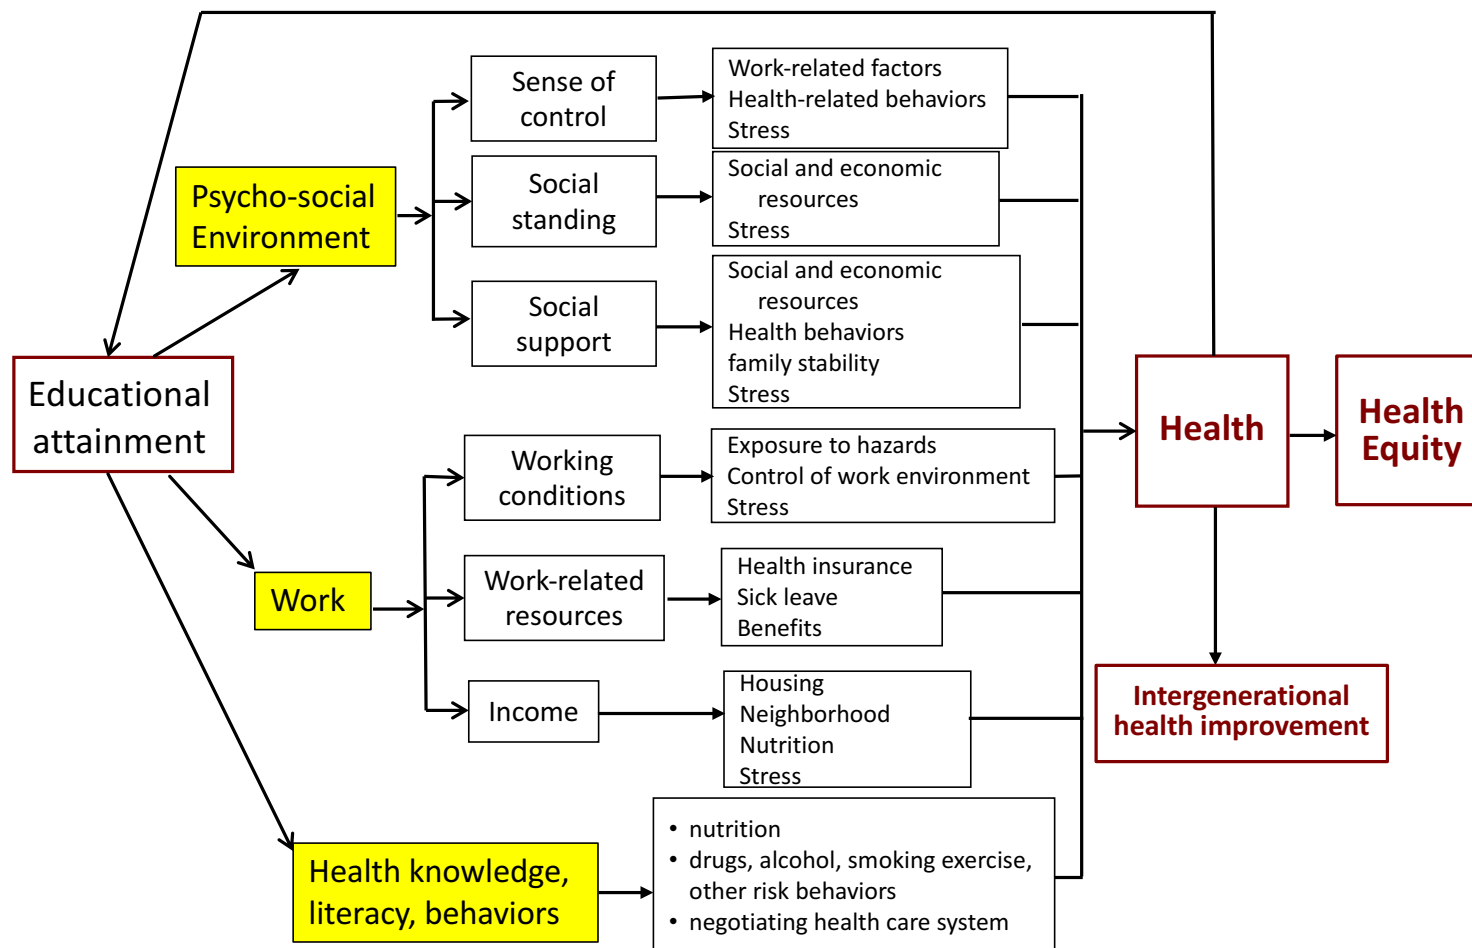 Sense of
control
Work-related factors
Health-related behaviors
Stress
Psycho-social
Environment
Social
standing
Social and economic
resources
Stress
Social
support
Social and economic
resources
Health behaviors
family stability
Stress
Educational
attainment
Working
conditions
Exposure to hazards
Control of work environment
Stress
Work
Work-related
resources
Health insurance
Sick leave
Benefits
Income
Housing
Neighborhood
Nutrition
Stress
Health knowledge,
literacy, behaviors
• nutrition
• drugs, alcohol, smoking exercise,
other risk behaviors
• negotiating health care system
Health
Health
Equity
Intergenerational
health improvement